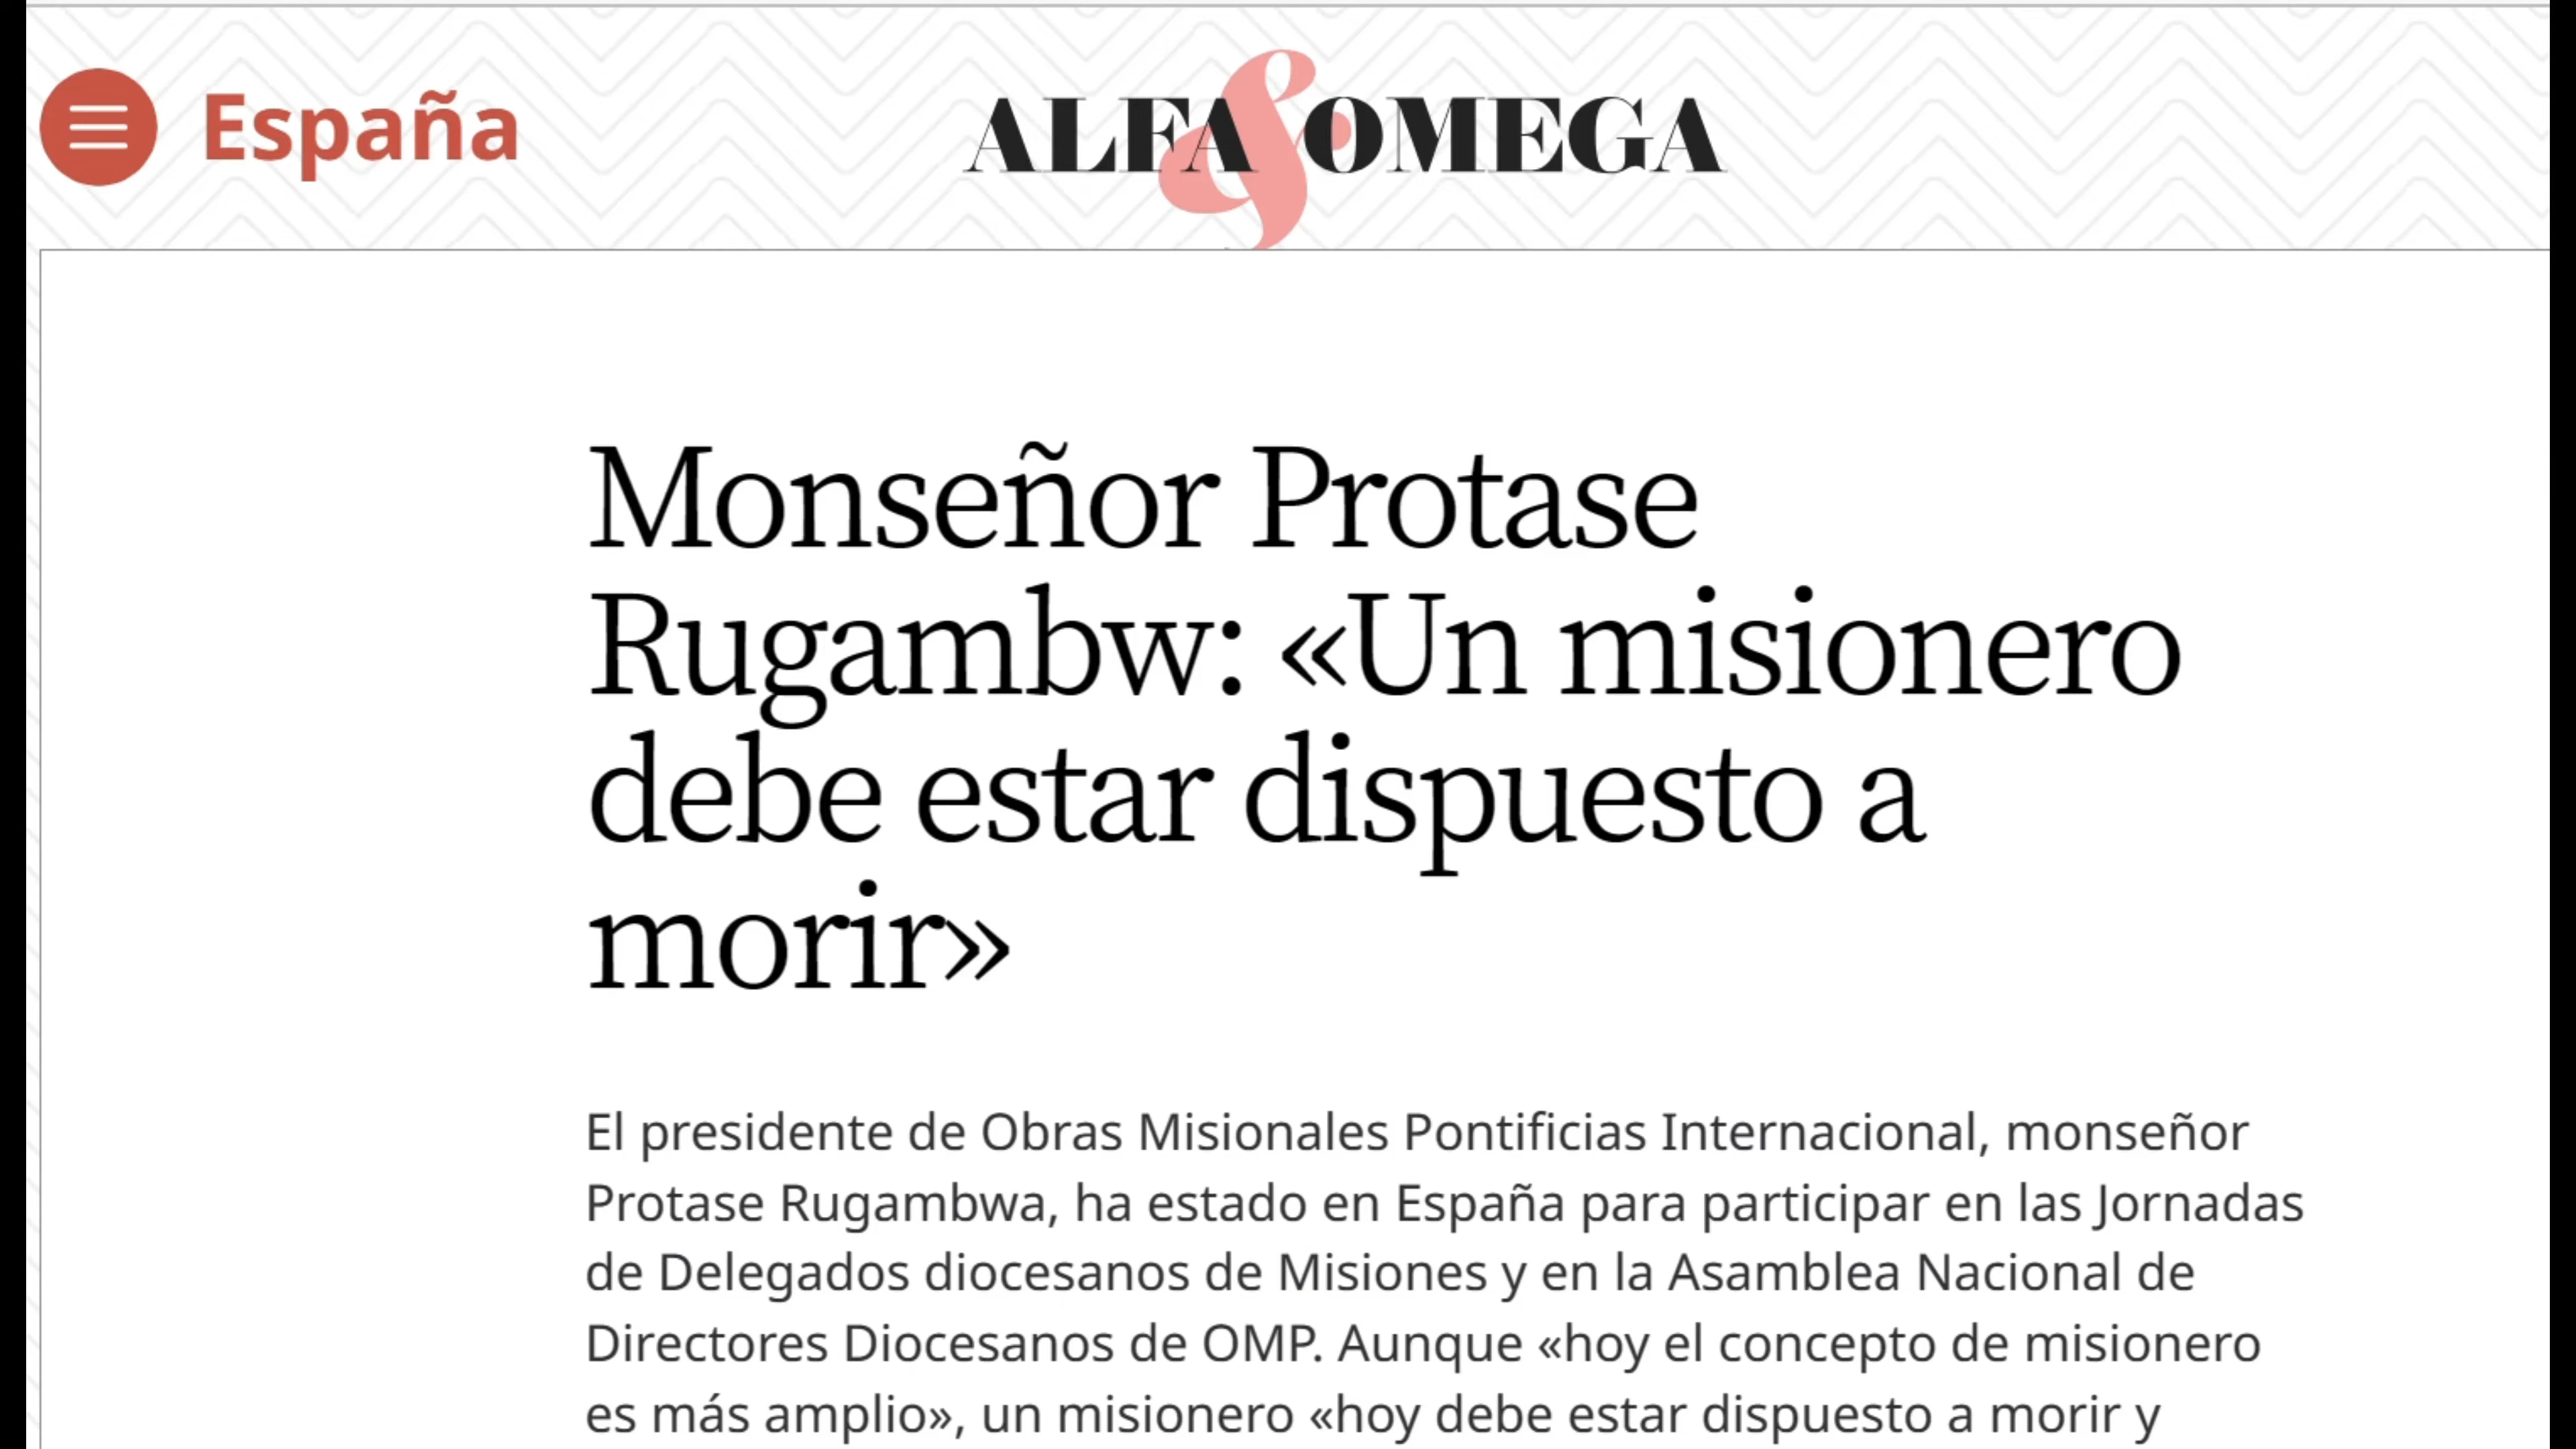 España
ALFA&OMEGA
Monseñor Protase
Rugambw: «Un misionero
debe estar dispuesto a
morir»
El presidente de Obras Misionales Pontificias Internacional, monseñor
Protase Rugambwa, ha estado en España para participar en las Jornadas
de Delegados diocesanos de Misiones y en la Asamblea Nacional de
Directores Diocesanos de OMP. Aunque «hoy el concepto de misionero
es más amplio», un misionero «hoy debe estar dispuesto a morir y